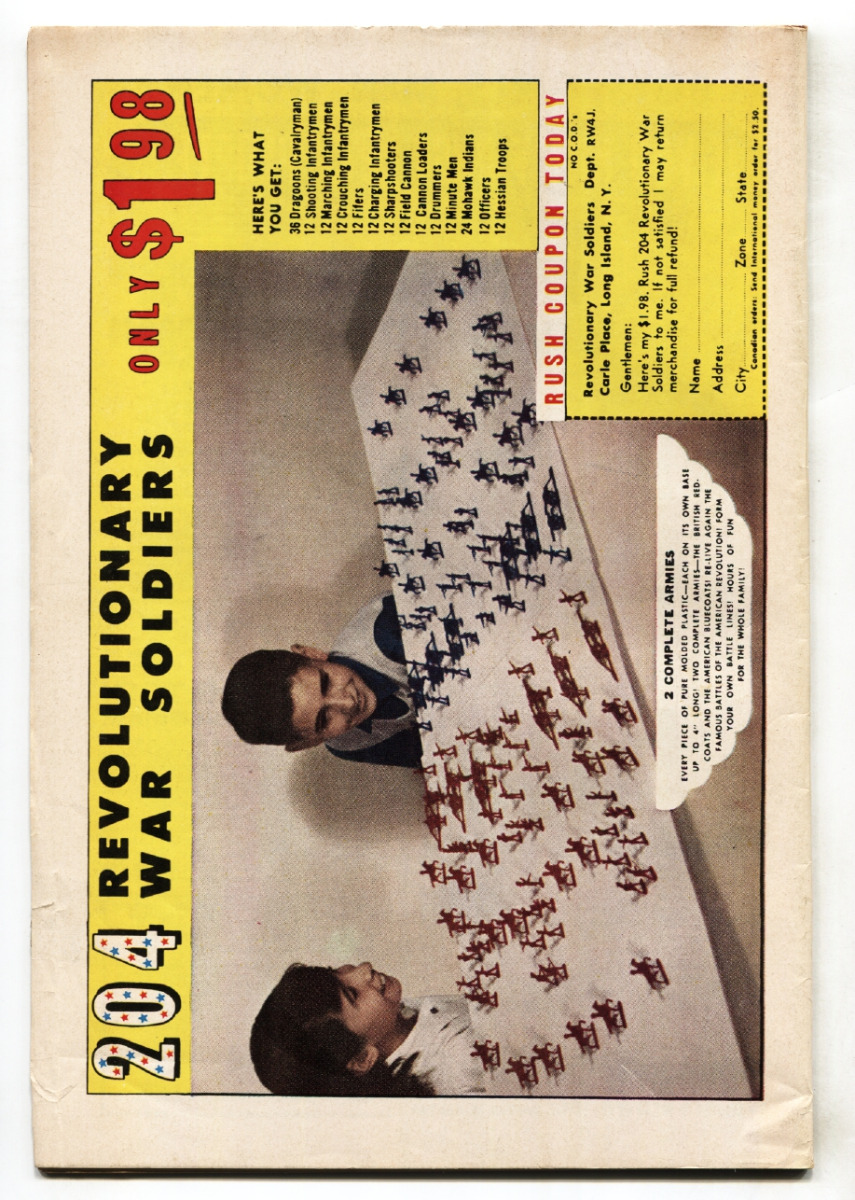 204 REVOLUTIONARY
WAR SOLDIERS
ONLY $1 98
HERE'S WHAT
YOU GET:
36 Dragoons (Cavalryman)
12 Shooting Infantrymen
12 Marching Infantrymen
12 Crouching Infantrymen
12 Fifers
12 Charging Infantrymen
12 Sharpshooters
12 Field Cannon
12 Cannon Loaders
12 Drummers
12 Minute Men
24 Mohawk Indians
12 Officers
12 Hessian Troops
2 COMPLETE ARMIES
EVERY PIECE OF PURE MOLDED PLASTIC—EACH ON ITS OWN BASE
UP TO 4" LONG! TWO COMPLETE ARMIES—THE BRITISH RED-
COATS AND THE AMERICAN BLUECOATS! RE-LIVE AGAIN THE
FAMOUS BATTLES OF THE AMERICAN REVOLUTION! FORM
YOUR OWN BATTLE LINES! HOURS OF FUN
FOR THE WHOLE FAMILY!
RUSH COUPON TODAY
NO C.O.D.'s
Revolutionary War Soldiers Dept. RWAJ.
Carle Place, Long Island, N. Y.
Gentlemen:
Here's my $1.98. Rush 204 Revolutionary War
Soldiers to me. If not satisfied I may return
merchandise for full refund!
Name
Address
City Zone State
Canadian orders: Send International money order for $2.50.